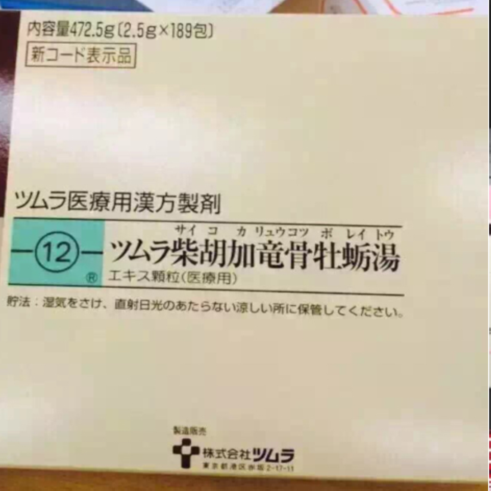 内容量472.5g(2.5g×189包)
新コード表示品
ツムラ医療用漢方製剤
サイ コ カ リュウコツ ボ レイ トウ
12 ツムラ柴胡加竜骨牡蛎湯
® エキス顆粒(医療用)
貯法:湿気をさけ、直射日光のあたらない涼しい所に保管してください。
製造販売
株式会社ツムラ
東京都港区赤坂2-17-11